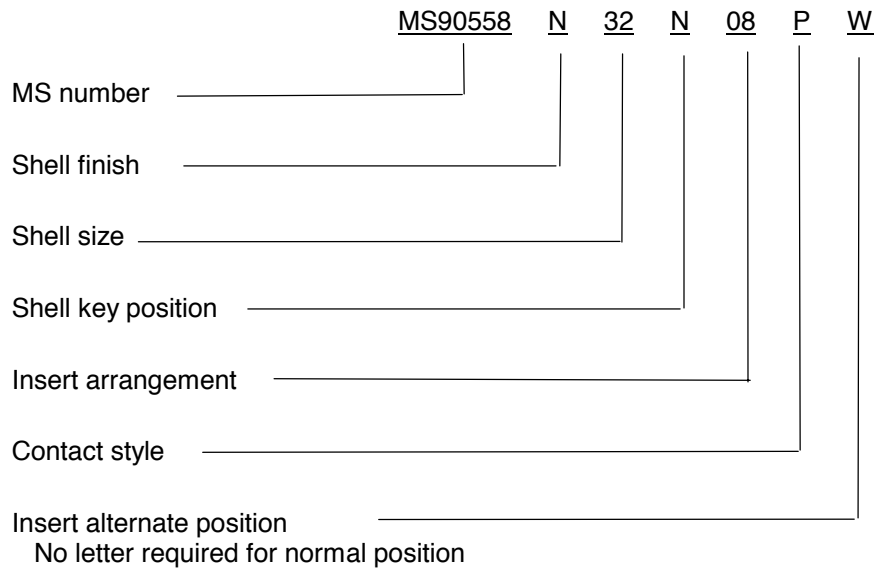 MS90558 N 32 N 08 P W
MS number
Shell finish
Shell size
Shell key position
Insert arrangement
Contact style
Insert alternate position
No letter required for normal position